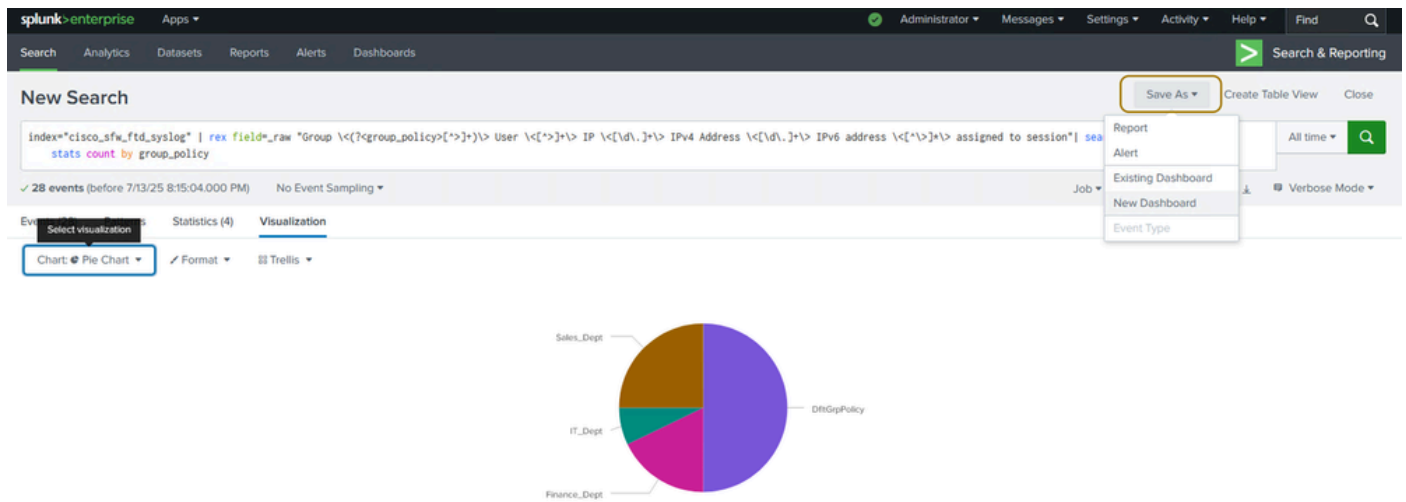 splunk>enterprise Apps ▾ Administrator ▾ Messages ▾ Settings ▾ Activity ▾ Help ▾ Find
Search Analytics Datasets Reports Alerts Dashboards > Search & Reporting
New Search Save As ▾ Create Table View Close
index="cisco_sfw_ftd_syslog" | rex field=_raw "Group \<(?<group_policy>[^>]+)\> User \<[^>]+\> IP \<[\d\.]+\> IPv4 Address \<[\d\.]+\> IPv6 address \<[^\>]+\> assigned to session"| sea All time ▾
stats count by group_policy
Report
Alert
Existing Dashboard
New Dashboard
Event Type
✓ 28 events (before 7/13/25 8:15:04.000 PM) No Event Sampling ▾ Job ▾ Verbose Mode ▾
Statistics (4) Visualization
Select visualization
Chart: Pie Chart ▾ Format ▾ Trellis ▾
Sales_Dept
DfltGrpPolicy
IT_Dept
Finance_Dept